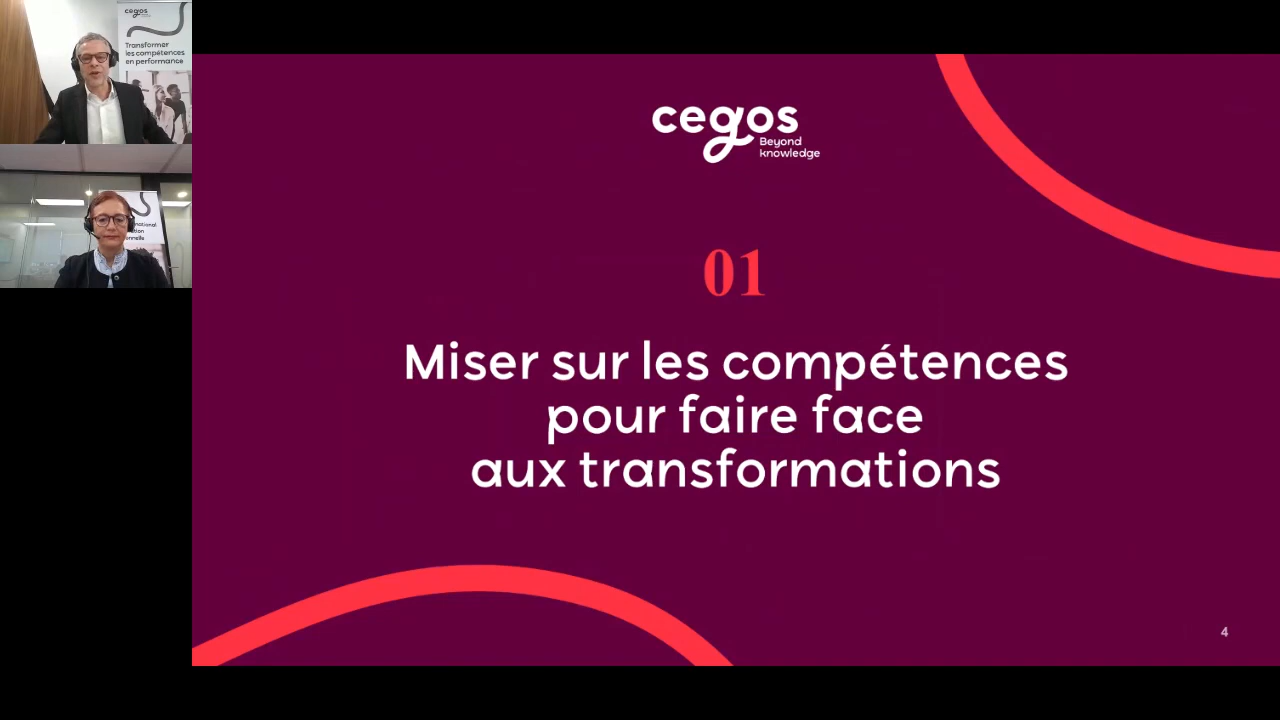 cegos
Transformer
les compétences
en performance
cegos
Beyond
knowledge
01
Miser sur les compétences
pour faire face
aux transformations
4